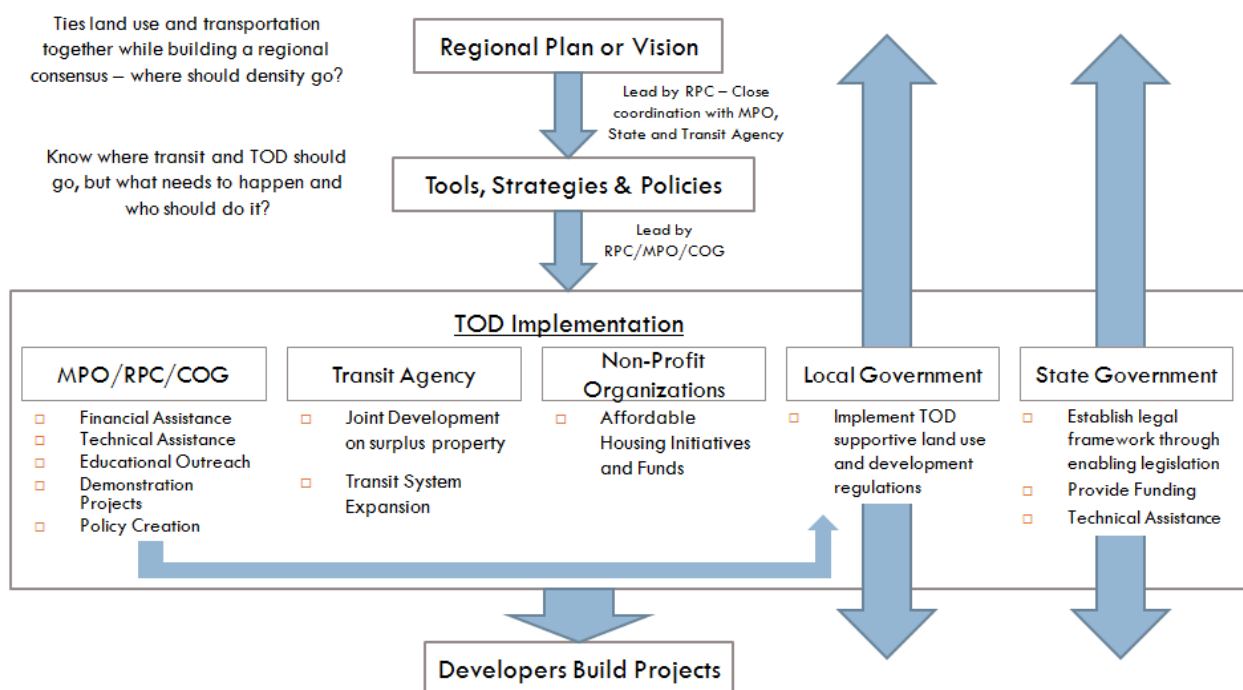 Ties land use and transportation
together while building a regional
consensus – where should density go?
Regional Plan or Vision
Lead by RPC – Close
coordination with MPO,
State and Transit Agency
Know where transit and TOD should
go, but what needs to happen and
who should do it?
Tools, Strategies & Policies
Lead by
RPC/MPO/COG
TOD Implementation
MPO/RPC/COG
Financial Assistance
Technical Assistance
Educational Outreach
Demonstration
Projects
Policy Creation
Transit Agency
Joint Development
on surplus property
Transit System
Expansion
Non-Profit
Organizations
Affordable
Housing Initiatives
and Funds
Local Government
Implement TOD
supportive land use
and development
regulations
State Government
Establish legal
framework through
enabling legislation
Provide Funding
Technical Assistance
Developers Build Projects